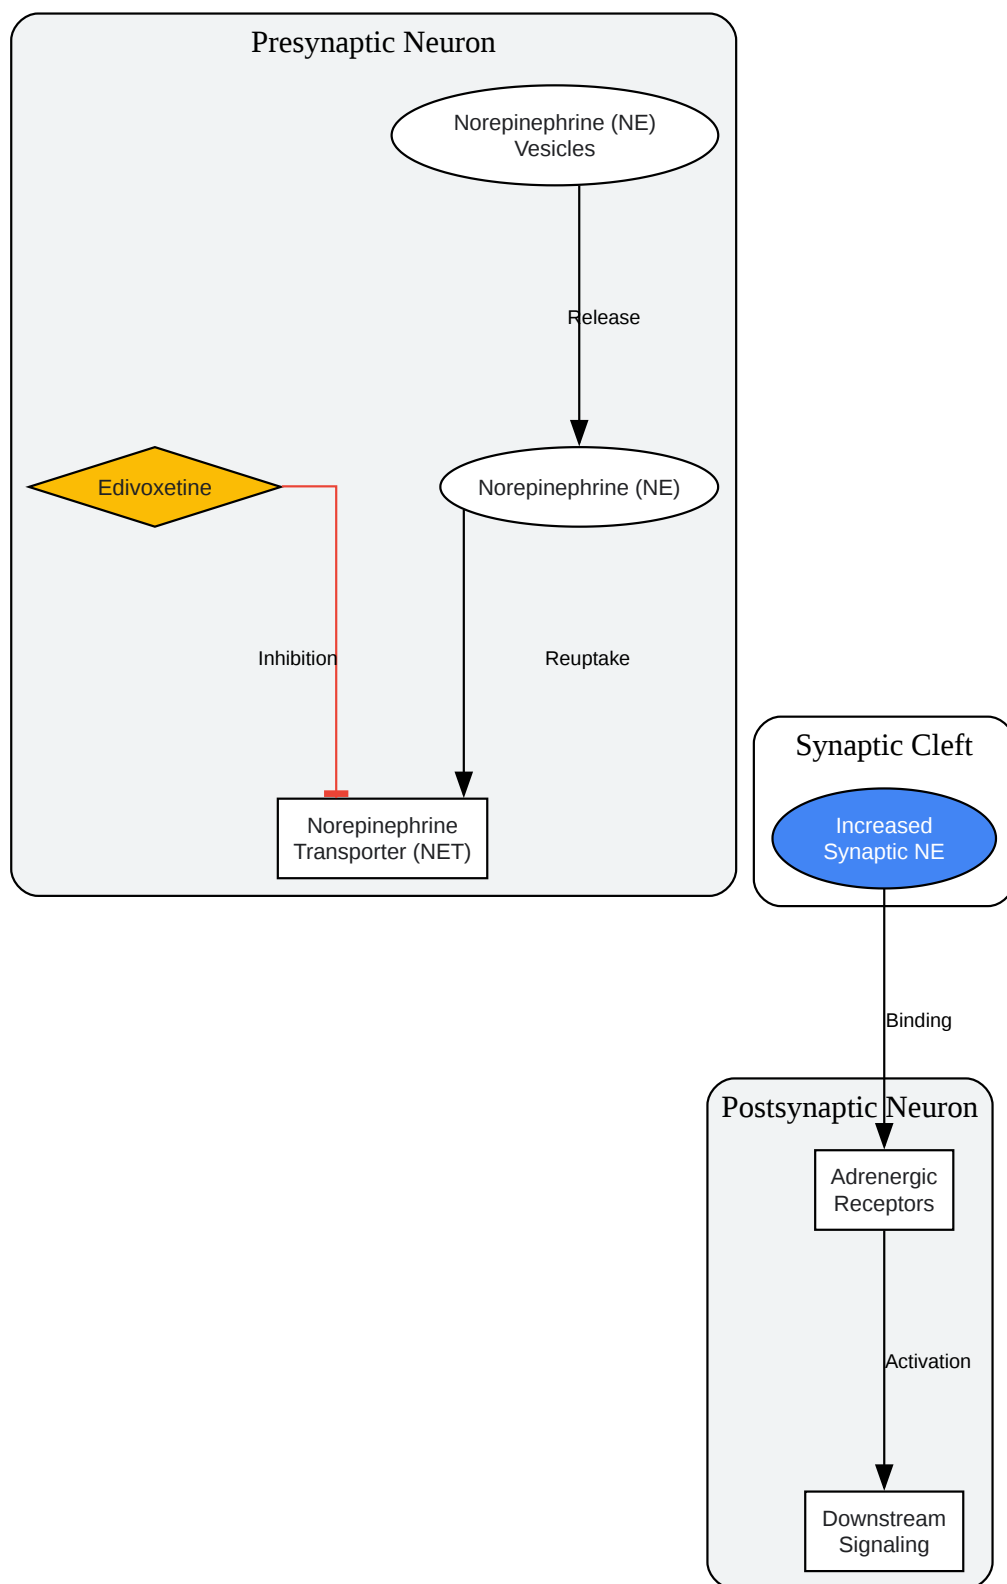 Presynaptic Neuron
Norepinephrine (NE)
Vesicles
Release
Edivoxetine
Norepinephrine (NE)
Inhibition
Reuptake
Norepinephrine
Transporter (NET)
Synaptic Cleft
Increased
Synaptic NE
Binding
Postsynaptic Neuron
Adrenergic
Receptors
Activation
Downstream
Signaling